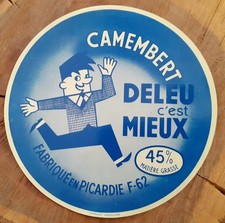 CAMEMBERT
DELEU
c'est
MIEUX
45%
MATIÈRE GRASSE
FABRIQUÉ EN PICARDIE F-62